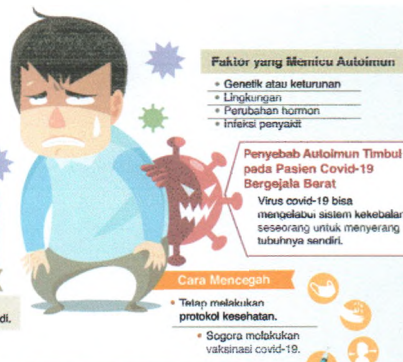 Faktor yang Memicu Autoimun
• Genetik atau keturunan
• Lingkungan
• Perubahan hormon
• Infeksi penyakit
Penyebab Autoimun Timbul
pada Pasien Covid-19
Bergejala Berat
Virus covid-19 bisa
mengelabui sistem kekebalan
seseorang untuk menyerang
tubuhnya sendiri.
di.
Cara Mencegah
• Tetap melakukan
protokol kesehatan.
• Segera melakukan
vaksinasi covid-19.